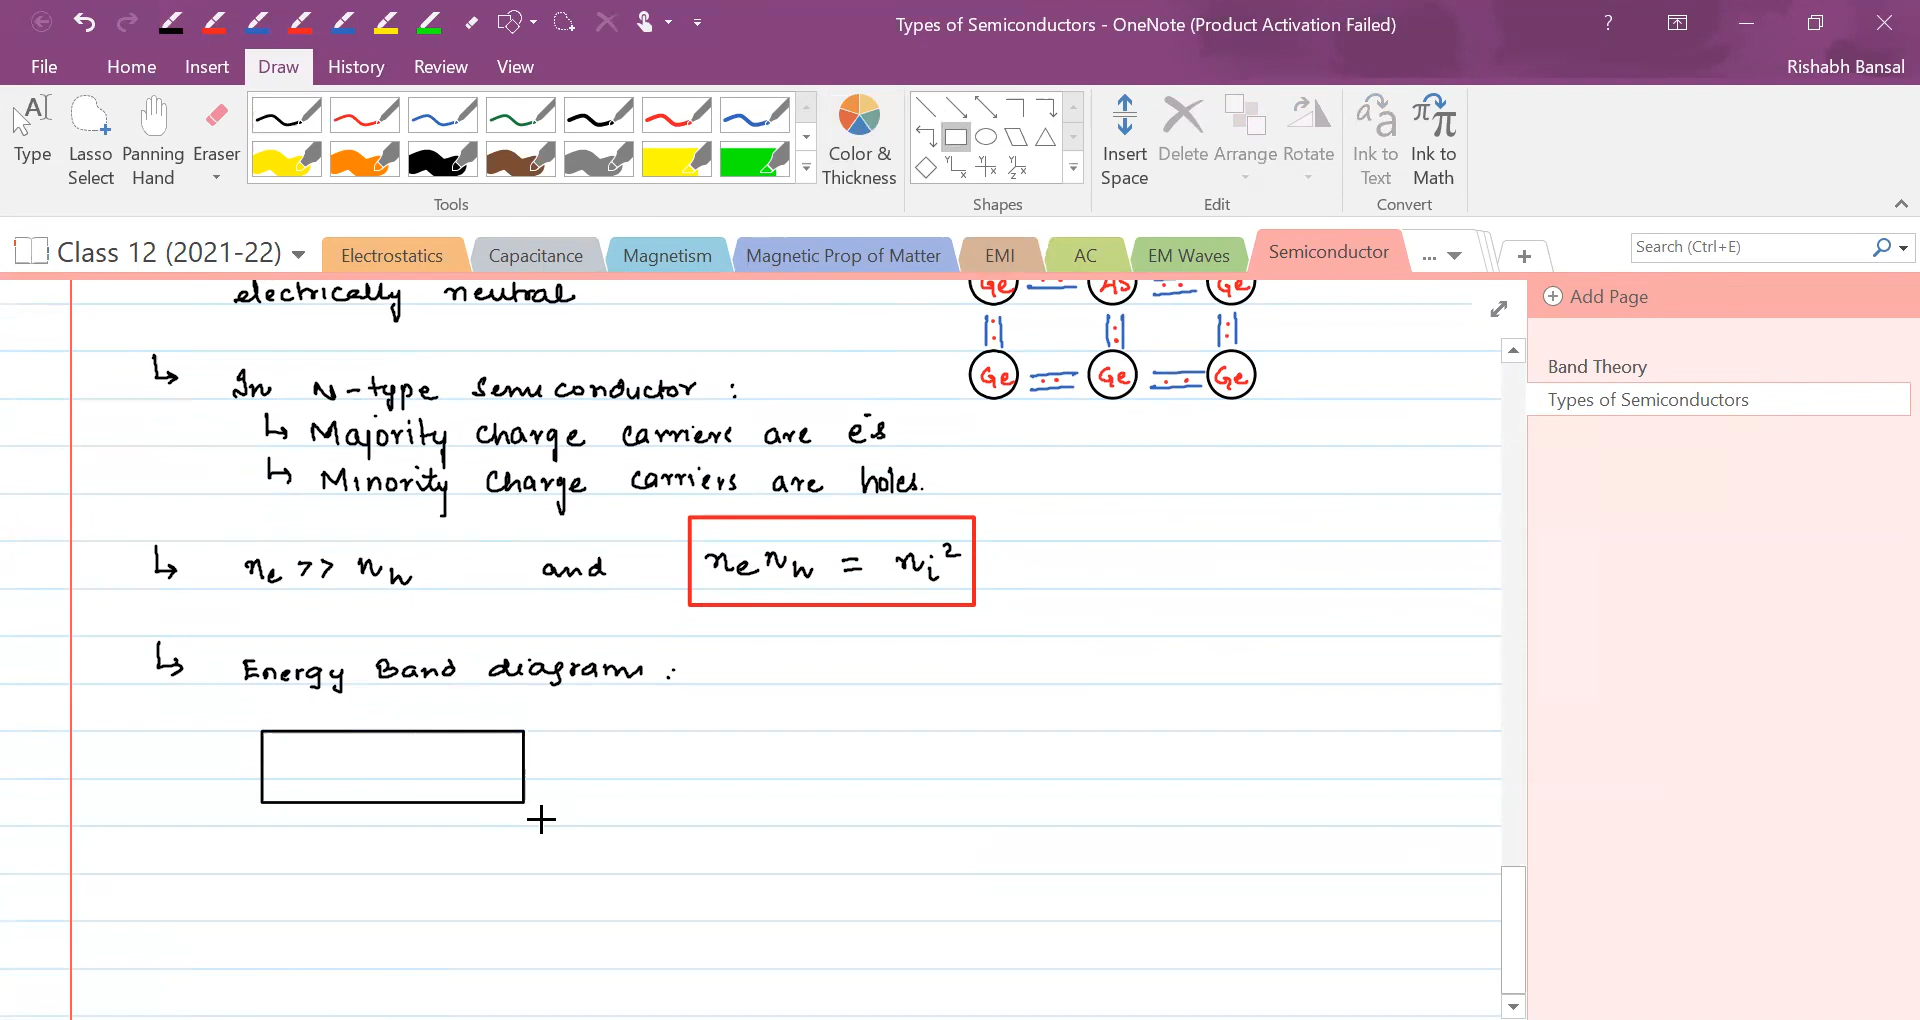 Types of Semiconductors - OneNote (Product Activation Failed)
?
File Home Insert Draw History Review View
Rishabh Bansal
Type
Lasso Select
Panning Hand
Eraser
Color & Thickness
Insert Space
Delete
Arrange
Rotate
Ink to Text
Ink to Math
Tools
Shapes
Edit
Convert
Class 12 (2021-22)
Electrostatics
Capacitance
Magnetism
Magnetic Prop of Matter
EMI
AC
EM Waves
Semiconductor
...
Search (Ctrl+E)
Add Page
Band Theory
Types of Semiconductors
electrically neutral
Ge As Ge
Ge Ge Ge
↳ In N-type semiconductor :
↳ Majority charge carriers are e⁻s
↳ Minority charge carriers are holes.
↳ nₑ >> nₕ and nₑnₕ = nᵢ²
↳ Energy Band diagram :